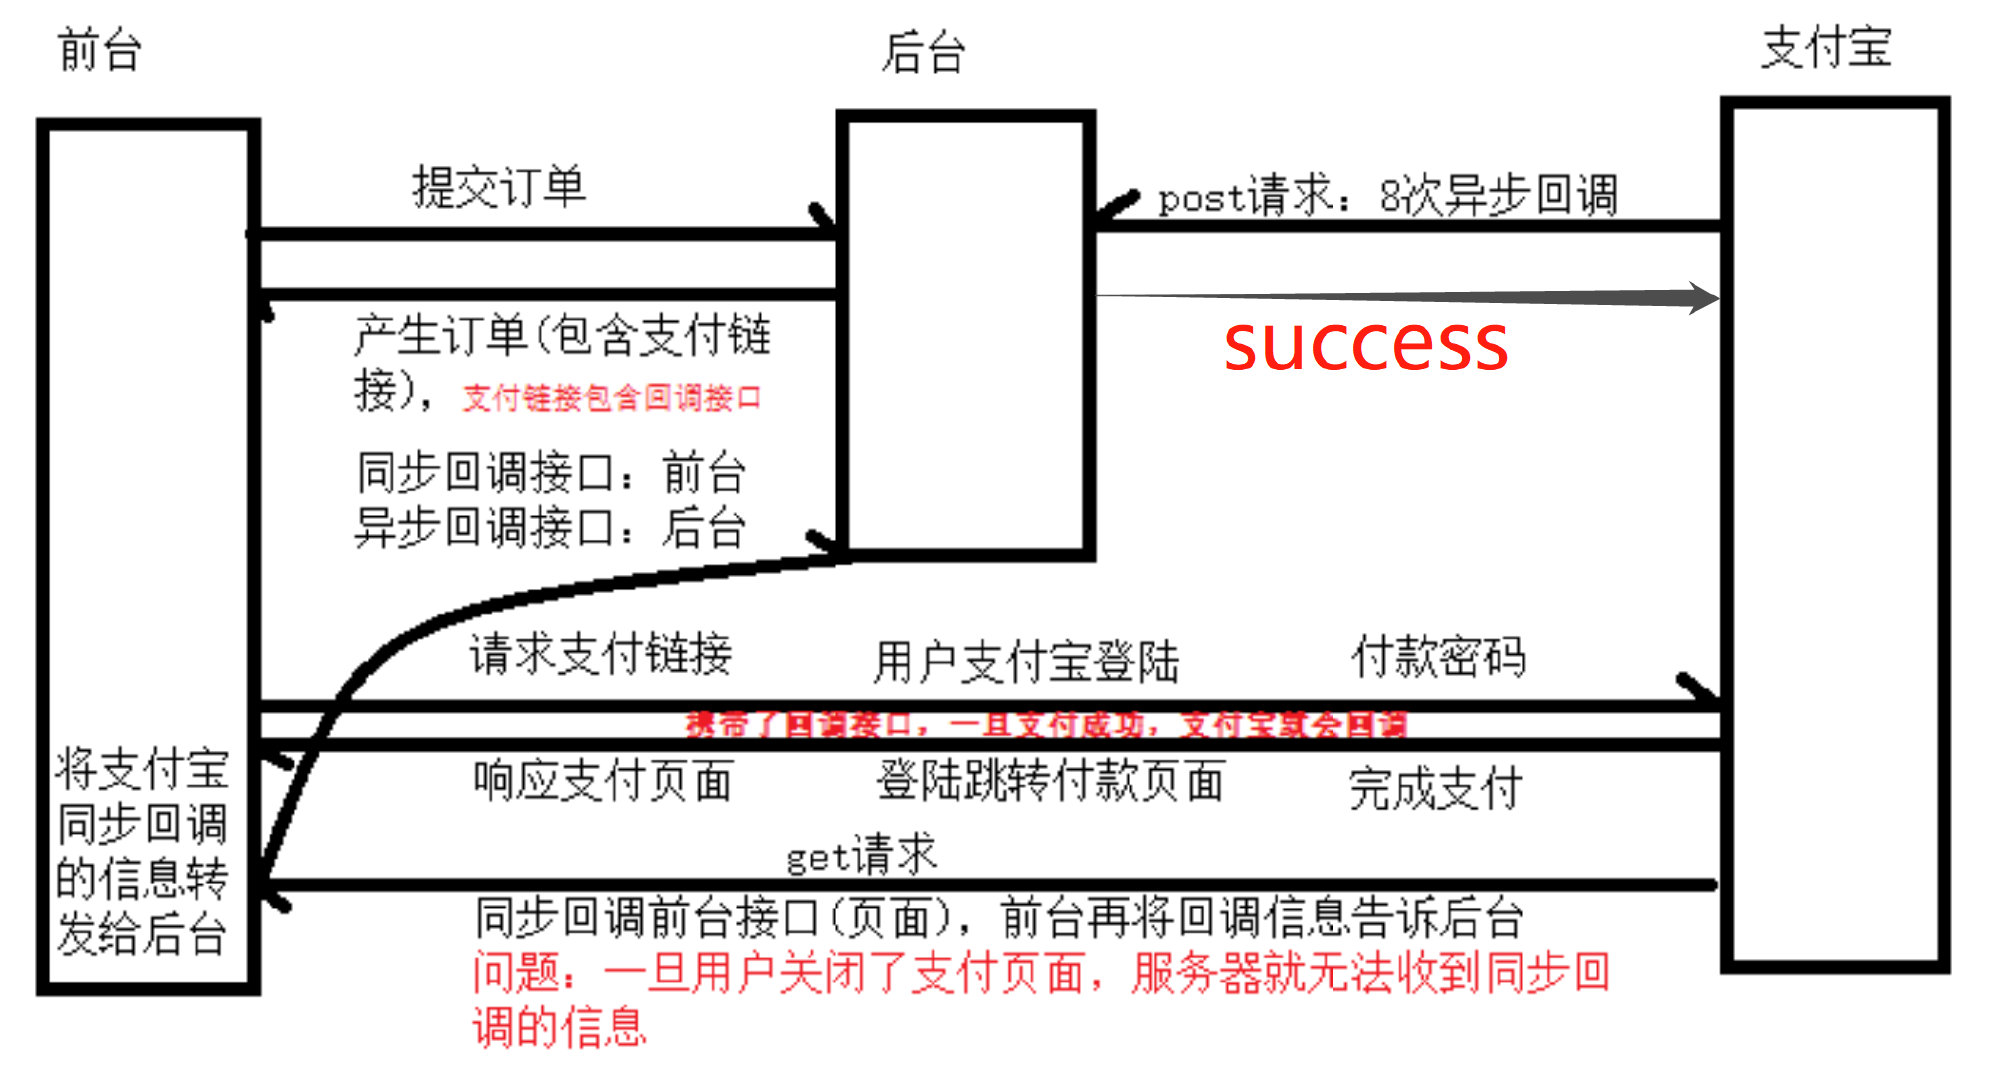 前台
后台
支付宝
提交订单
post请求：8次异步回调
success
产生订单(包含支付链
接)，支付链接包含回调接口
同步回调接口：前台
异步回调接口：后台
请求支付链接
用户支付宝登陆
付款密码
携带了回调接口，一旦支付成功，支付宝就会回调
响应支付页面
登陆跳转付款页面
完成支付
将支付宝
同步回调
的信息转
发给后台
get请求
同步回调前台接口(页面)，前台再将回调信息告诉后台
问题：一旦用户关闭了支付页面，服务器就无法收到同步回
调的信息